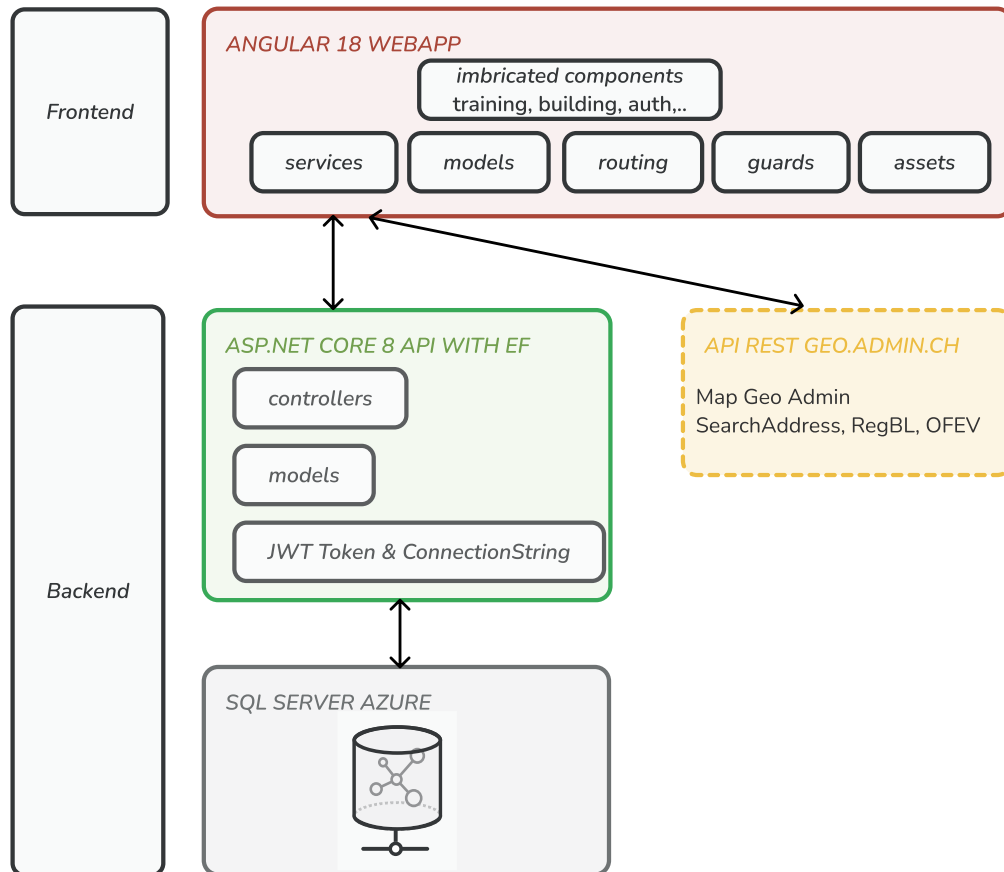 Frontend
ANGULAR 18 WEBAPP
imbricated components
training, building, auth,..
services
models
routing
guards
assets
Backend
ASP.NET CORE 8 API WITH EF
controllers
models
JWT Token & ConnectionString
API REST GEO.ADMIN.CH
Map Geo Admin
SearchAddress, RegBL, OFEV
SQL SERVER AZURE